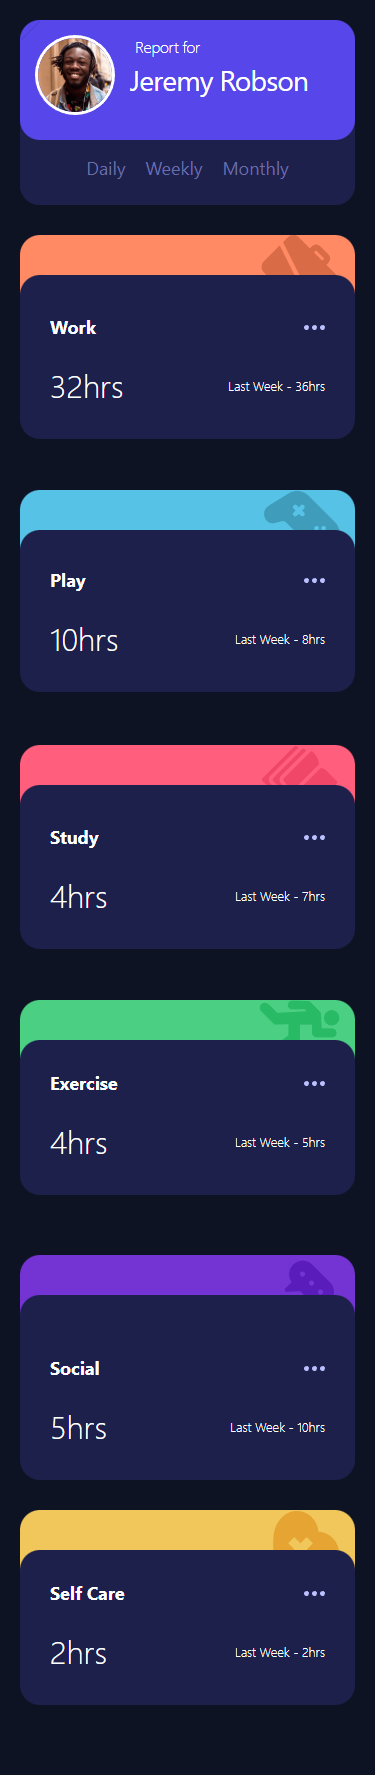 Report for
Jeremy Robson
Daily Weekly Monthly
Work
32hrs Last Week - 36hrs
Play
10hrs Last Week - 8hrs
Study
4hrs Last Week - 7hrs
Exercise
4hrs Last Week - 5hrs
Social
5hrs Last Week - 10hrs
Self Care
2hrs Last Week - 2hrs